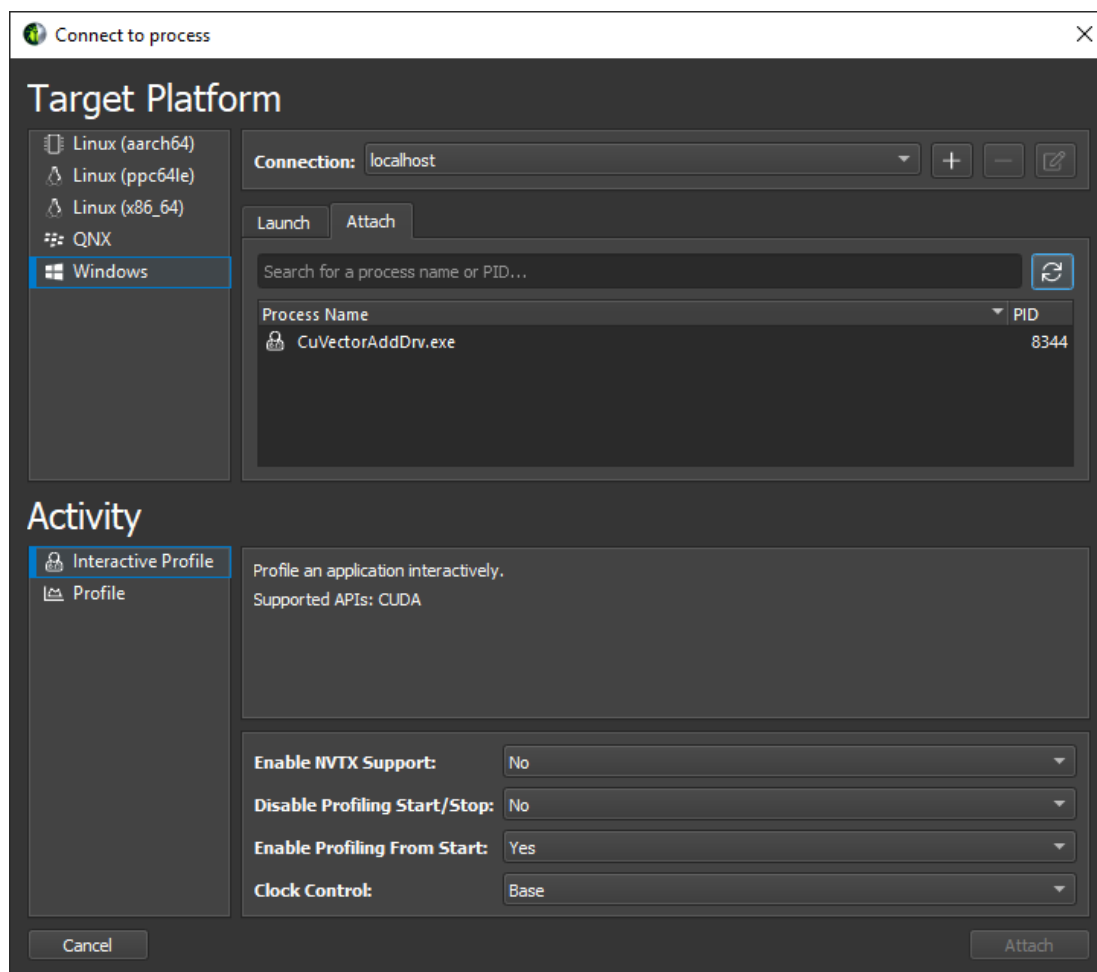 Connect to process
Target Platform
Linux (aarch64)
Linux (ppc64le)
Linux (x86_64)
QNX
Windows
Connection: localhost
Launch Attach
Search for a process name or PID...
Process Name PID
CuVectorAddDrv.exe 8344
Activity
Interactive Profile
Profile
Profile an application interactively.
Supported APIs: CUDA
Enable NVTX Support: No
Disable Profiling Start/Stop: No
Enable Profiling From Start: Yes
Clock Control: Base
Cancel Attach